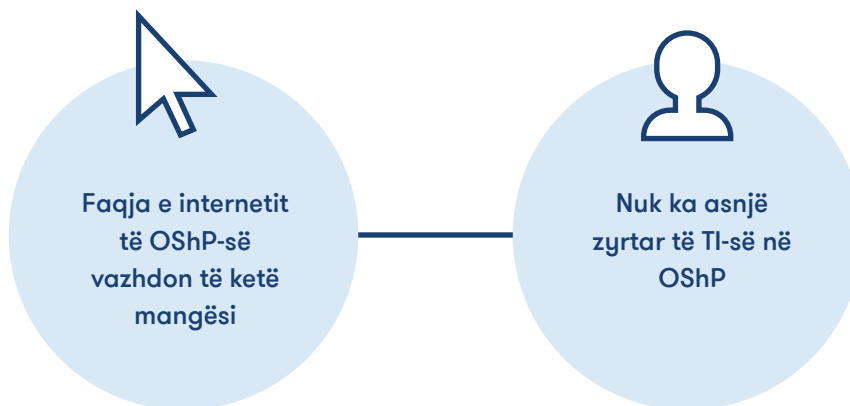 Faqja e internetit
të OShP-së
vazhdon të ketë
mangësi
Nuk ka asnjë
zyrtar të TI-së në
OShP